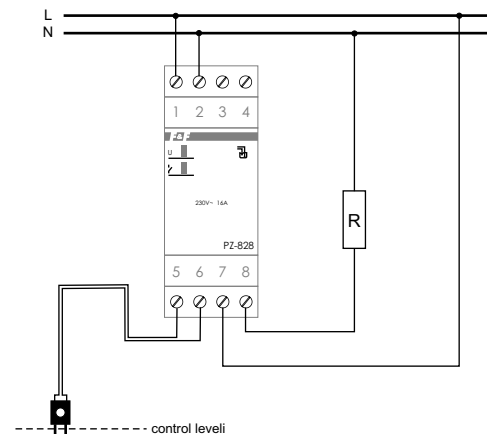 L
N
1 2 3 4
F&F
U
230V~ 16A
R
PZ-828
5 6 7 8
control leveli